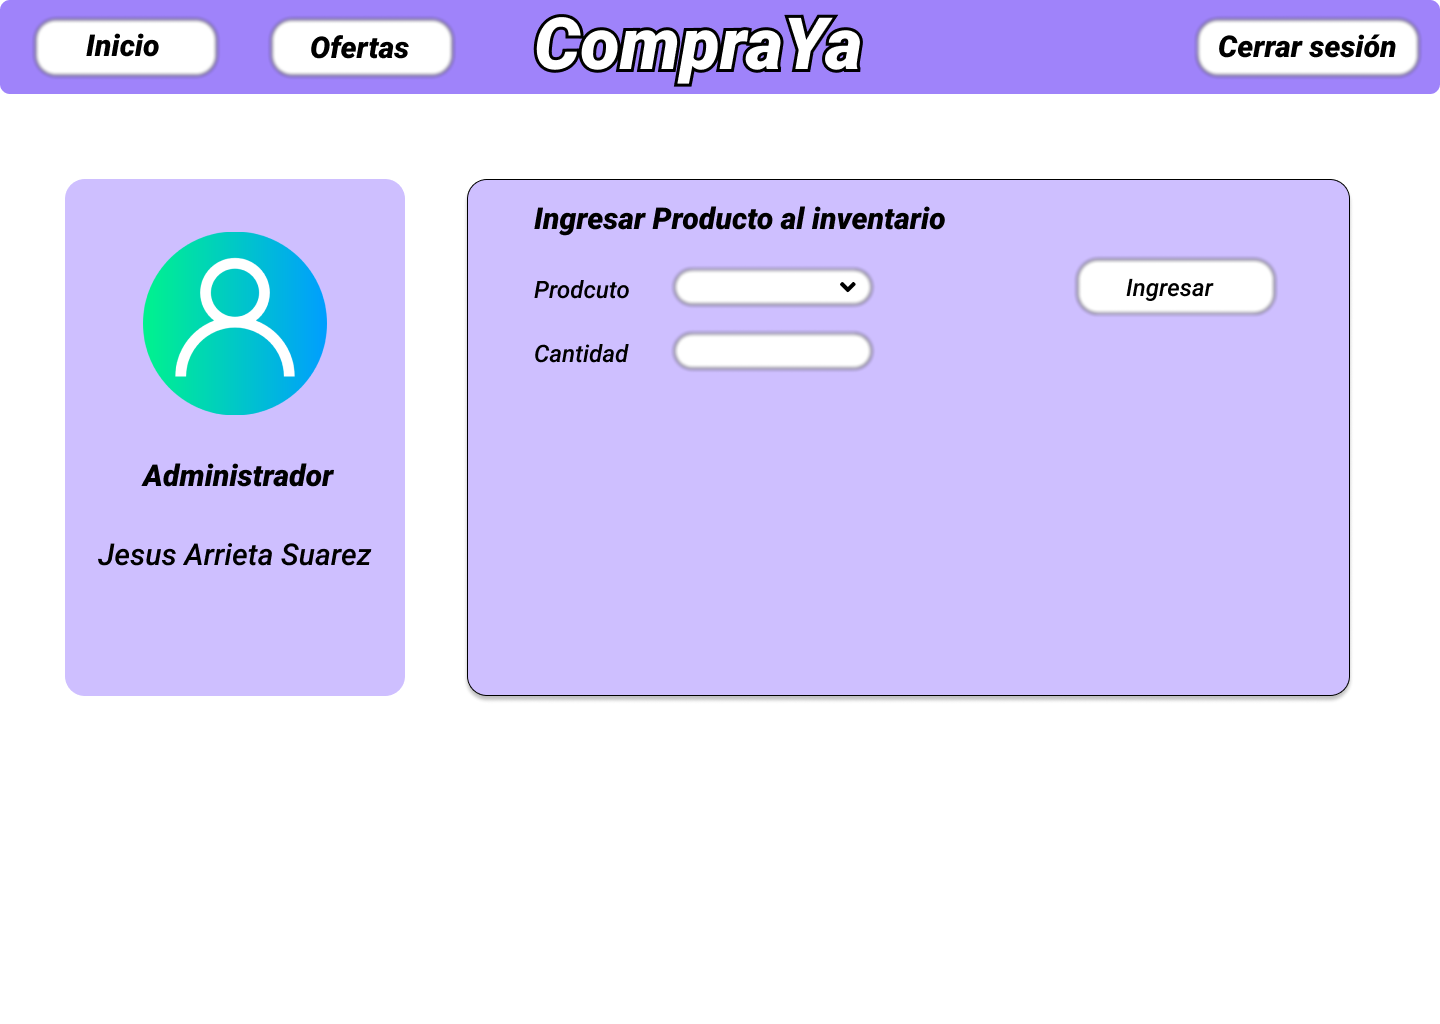 Inicio
Ofertas
CompraYa
Cerrar sesión
Administrador
Jesus Arrieta Suarez
Ingresar Producto al inventario
Prodcuto
Ingresar
Cantidad